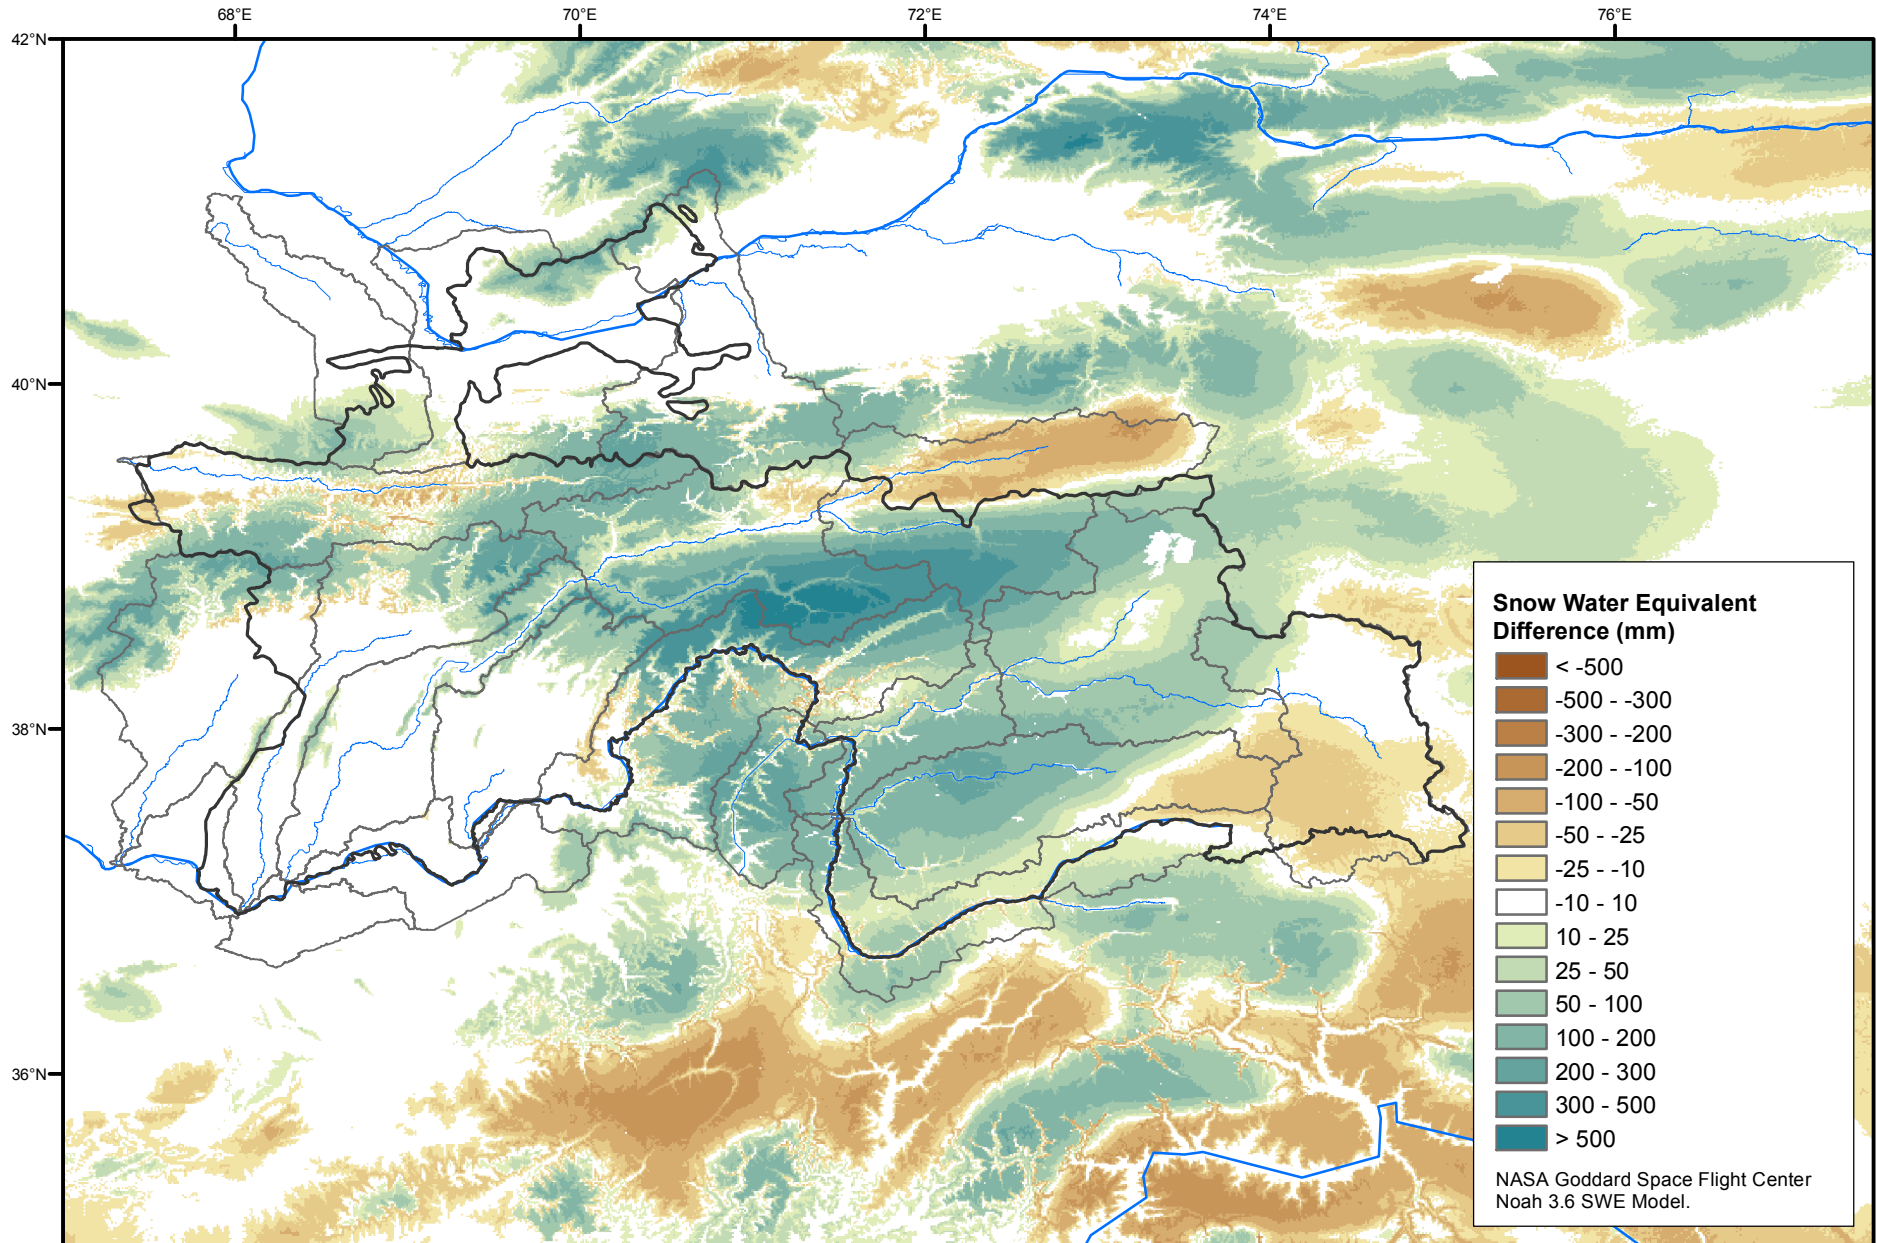 68°E
70°E
72°E
74°E
76°E
42°N
40°N
38°N
36°N
Snow Water Equivalent
Difference (mm)
< -500
-500 - -300
-300 - -200
-200 - -100
-100 - -50
-50 - -25
-25 - -10
-10 - 10
10 - 25
25 - 50
50 - 100
100 - 200
200 - 300
300 - 500
> 500
NASA Goddard Space Flight Center
Noah 3.6 SWE Model.